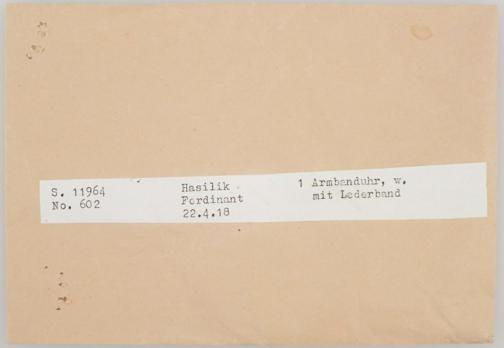 S. 11964
No. 602
Hasilik
Ferdinant
22.4.18
1 Armbanduhr, w.
mit Lederband